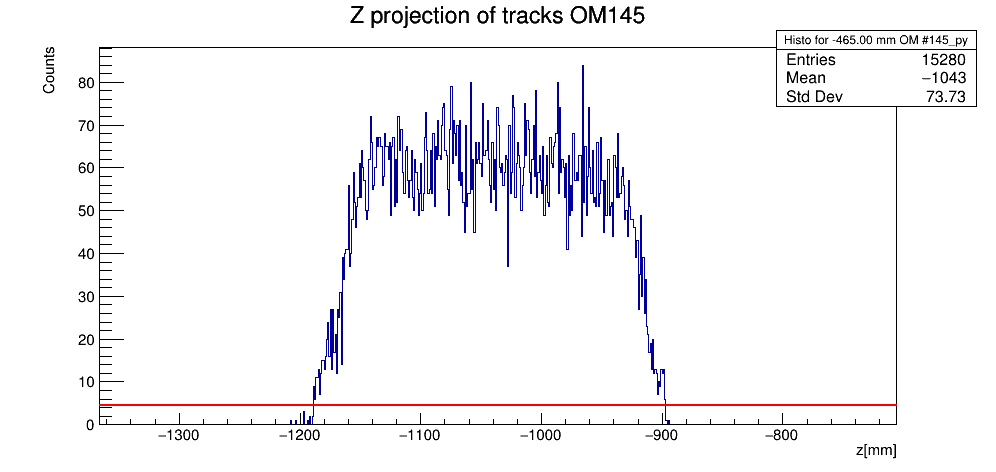 Z projection of tracks OM145
Histo for -465.00 mm OM #145_py
Entries 15280
Mean −1043
Std Dev 73.73
Counts
80
70
60
50
40
30
20
10
0
−1300 −1200 −1100 −1000 −900 −800
z[mm]